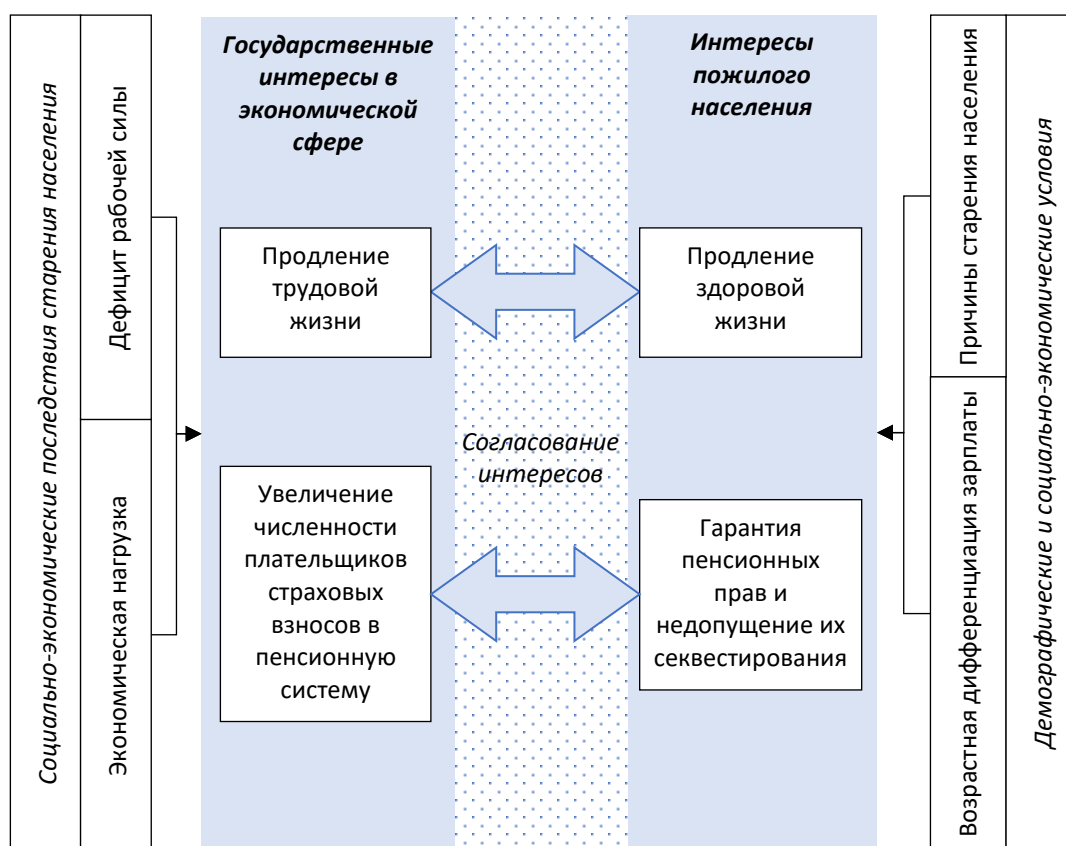 Социально-экономические последствия старения населения
Дефицит рабочей силы
Экономическая нагрузка
Государственные
интересы в
экономической
сфере
Продление
трудовой
жизни
Увеличение
численности
плательщиков
страховых
взносов в
пенсионную
систему
Согласование
интересов
Интересы
пожилого
населения
Продление
здоровой
жизни
Гарантия
пенсионных
прав и
недопущение их
секвестирования
Причины старения населения
Возрастная дифференциация зарплаты
Демографические и социально-экономические условия